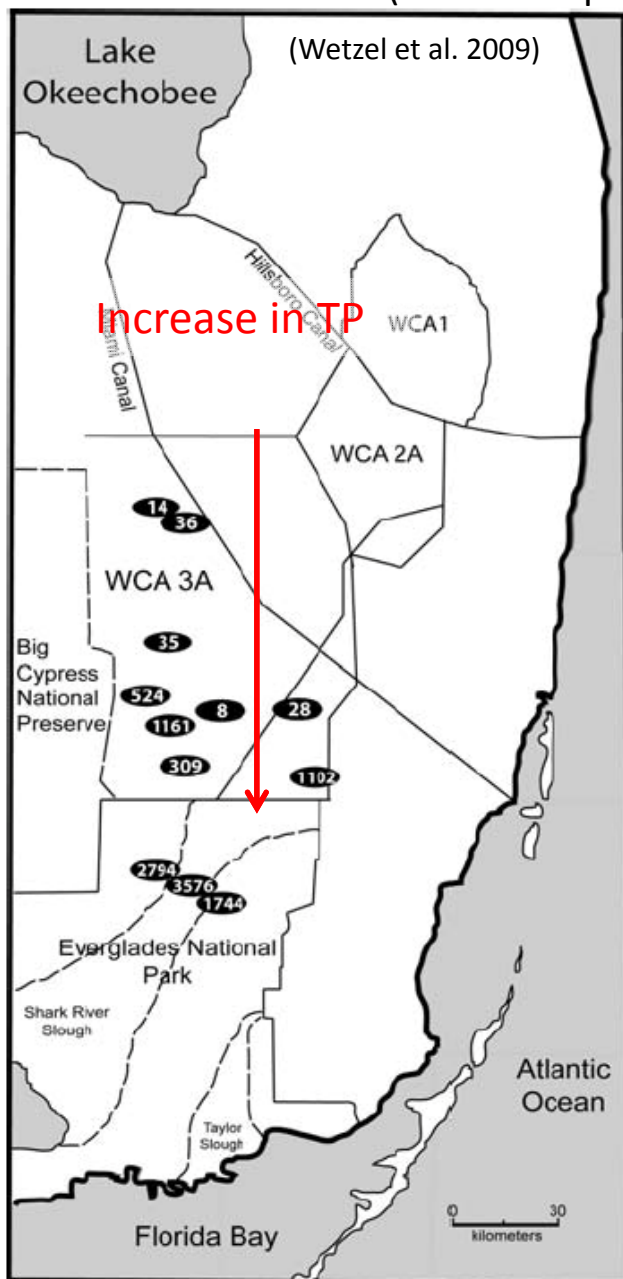 (Wetzel et al. 2009)
Lake
Okeechobee
Hillsboro Canal
WCA1
Increase in TP
Miami Canal
WCA 2A
14
36
WCA 3A
35
Big
Cypress
National
Preserve
524
8
28
1161
309
1102
2794
3576
1744
Everglades National
Park
Shark River
Slough
Taylor
Slough
Atlantic
Ocean
Florida Bay
0 30
kilometers